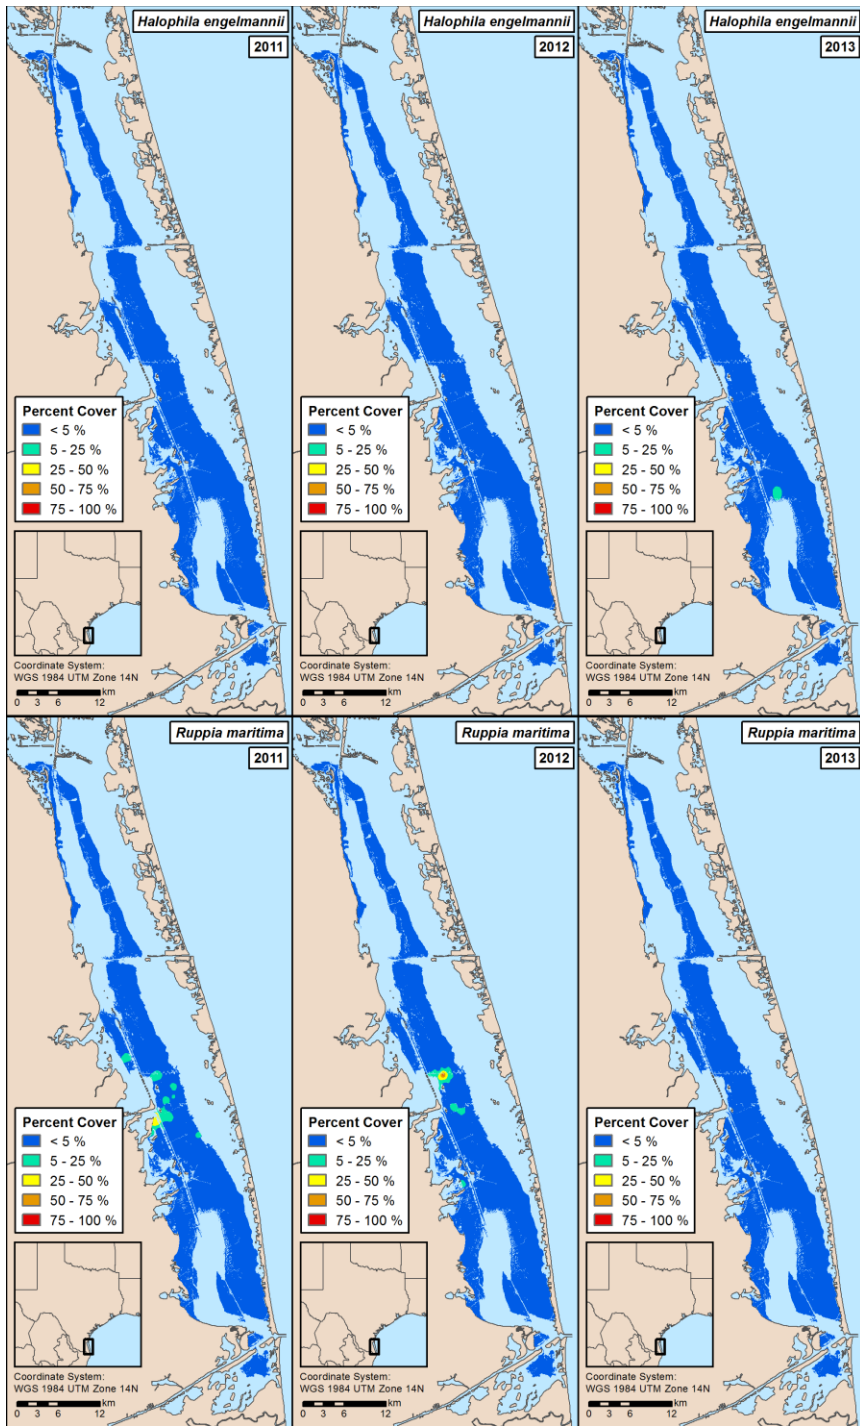 Halophila engelmannii
2011
Percent Cover
< 5 %
5 - 25 %
25 - 50 %
50 - 75 %
75 - 100 %
Coordinate System:
WGS 1984 UTM Zone 14N
km
0 3 6 12
Halophila engelmannii
2012
Percent Cover
< 5 %
5 - 25 %
25 - 50 %
50 - 75 %
75 - 100 %
Coordinate System:
WGS 1984 UTM Zone 14N
km
0 3 6 12
Halophila engelmannii
2013
Percent Cover
< 5 %
5 - 25 %
25 - 50 %
50 - 75 %
75 - 100 %
Coordinate System:
WGS 1984 UTM Zone 14N
km
0 3 6 12
Ruppia maritima
2011
Percent Cover
< 5 %
5 - 25 %
25 - 50 %
50 - 75 %
75 - 100 %
Coordinate System:
WGS 1984 UTM Zone 14N
km
0 3 6 12
Ruppia maritima
2012
Percent Cover
< 5 %
5 - 25 %
25 - 50 %
50 - 75 %
75 - 100 %
Coordinate System:
WGS 1984 UTM Zone 14N
km
0 3 6 12
Ruppia maritima
2013
Percent Cover
< 5 %
5 - 25 %
25 - 50 %
50 - 75 %
75 - 100 %
Coordinate System:
WGS 1984 UTM Zone 14N
km
0 3 6 12